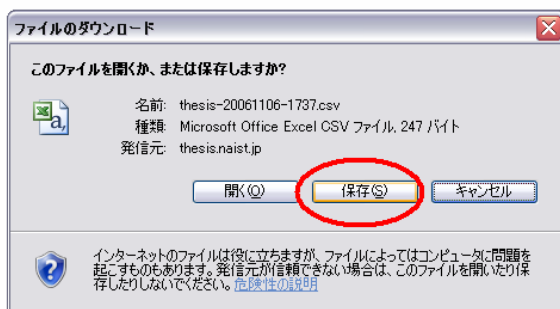 ファイルのダウンロード
このファイルを開くか、または保存しますか?
名前: thesis-20061106-1737.csv
種類: Microsoft Office Excel CSV ファイル, 247 バイト
発信元: thesis.naist.jp
開く(O) 保存(S) キャンセル
インターネットのファイルは役に立ちますが、ファイルによってはコンピュータに問題を
起こすものもあります。発信元が信頼できない場合は、このファイルを開いたり保
存したりしないでください。危険性の説明